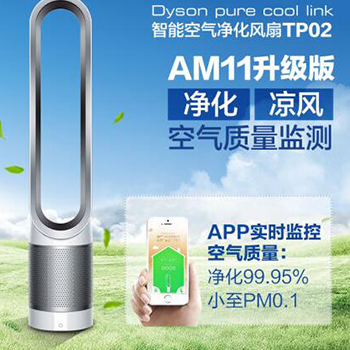 Dyson pure cool link
智能空气净化风扇TP02
AM11升级版
净化 凉风
空气质量监测
APP实时监控
空气质量:
净化99.95%
小至PM0.1